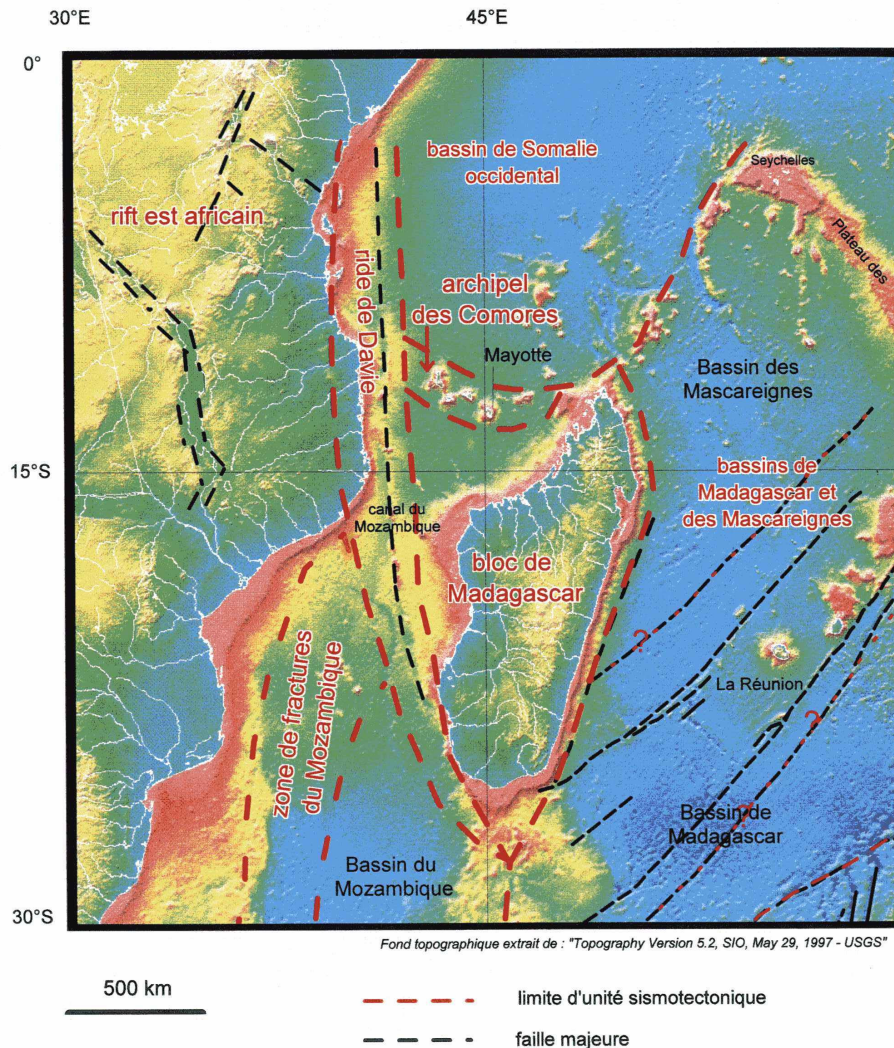 30°E
45°E
0°
bassin de Somalie
occidental
Seychelles
rift est africain
Plateau des
ride de Davie
archipel
des Comores
Mayotte
Bassin des
Mascareignes
15°S
bassins de
Madagascar et
des Mascareignes
canal du
Mozambique
bloc de
Madagascar
?
La Réunion
?
zone de fractures
du Mozambique
?
Bassin de
Madagascar
Bassin du
Mozambique
30°S
Fond topographique extrait de : "Topography Version 5.2, SIO, May 29, 1997 - USGS"
500 km
limite d'unité sismotectonique
faille majeure